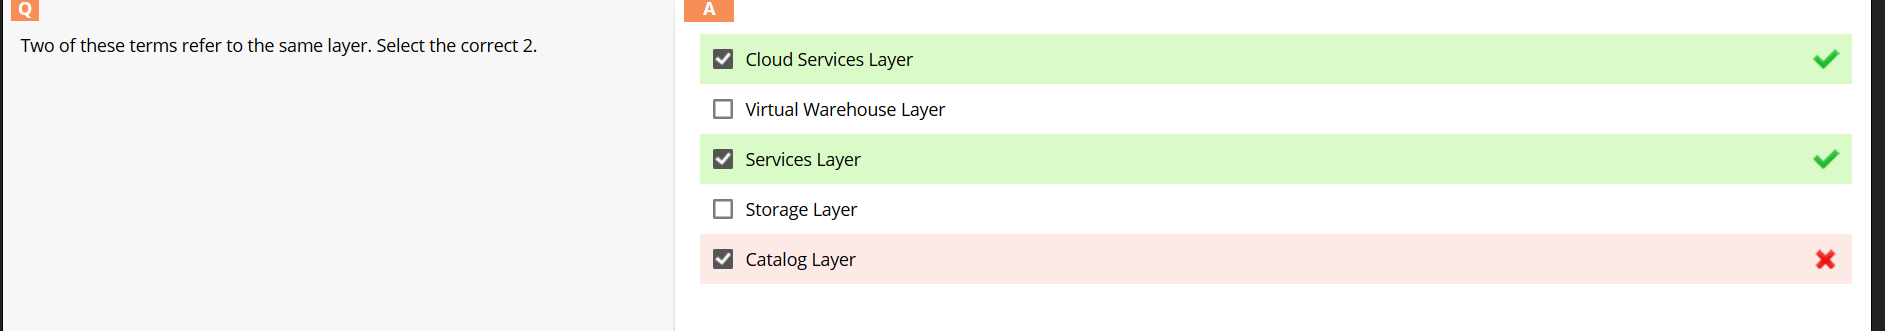 Q
Two of these terms refer to the same layer. Select the correct 2.
A
Cloud Services Layer
Virtual Warehouse Layer
Services Layer
Storage Layer
Catalog Layer